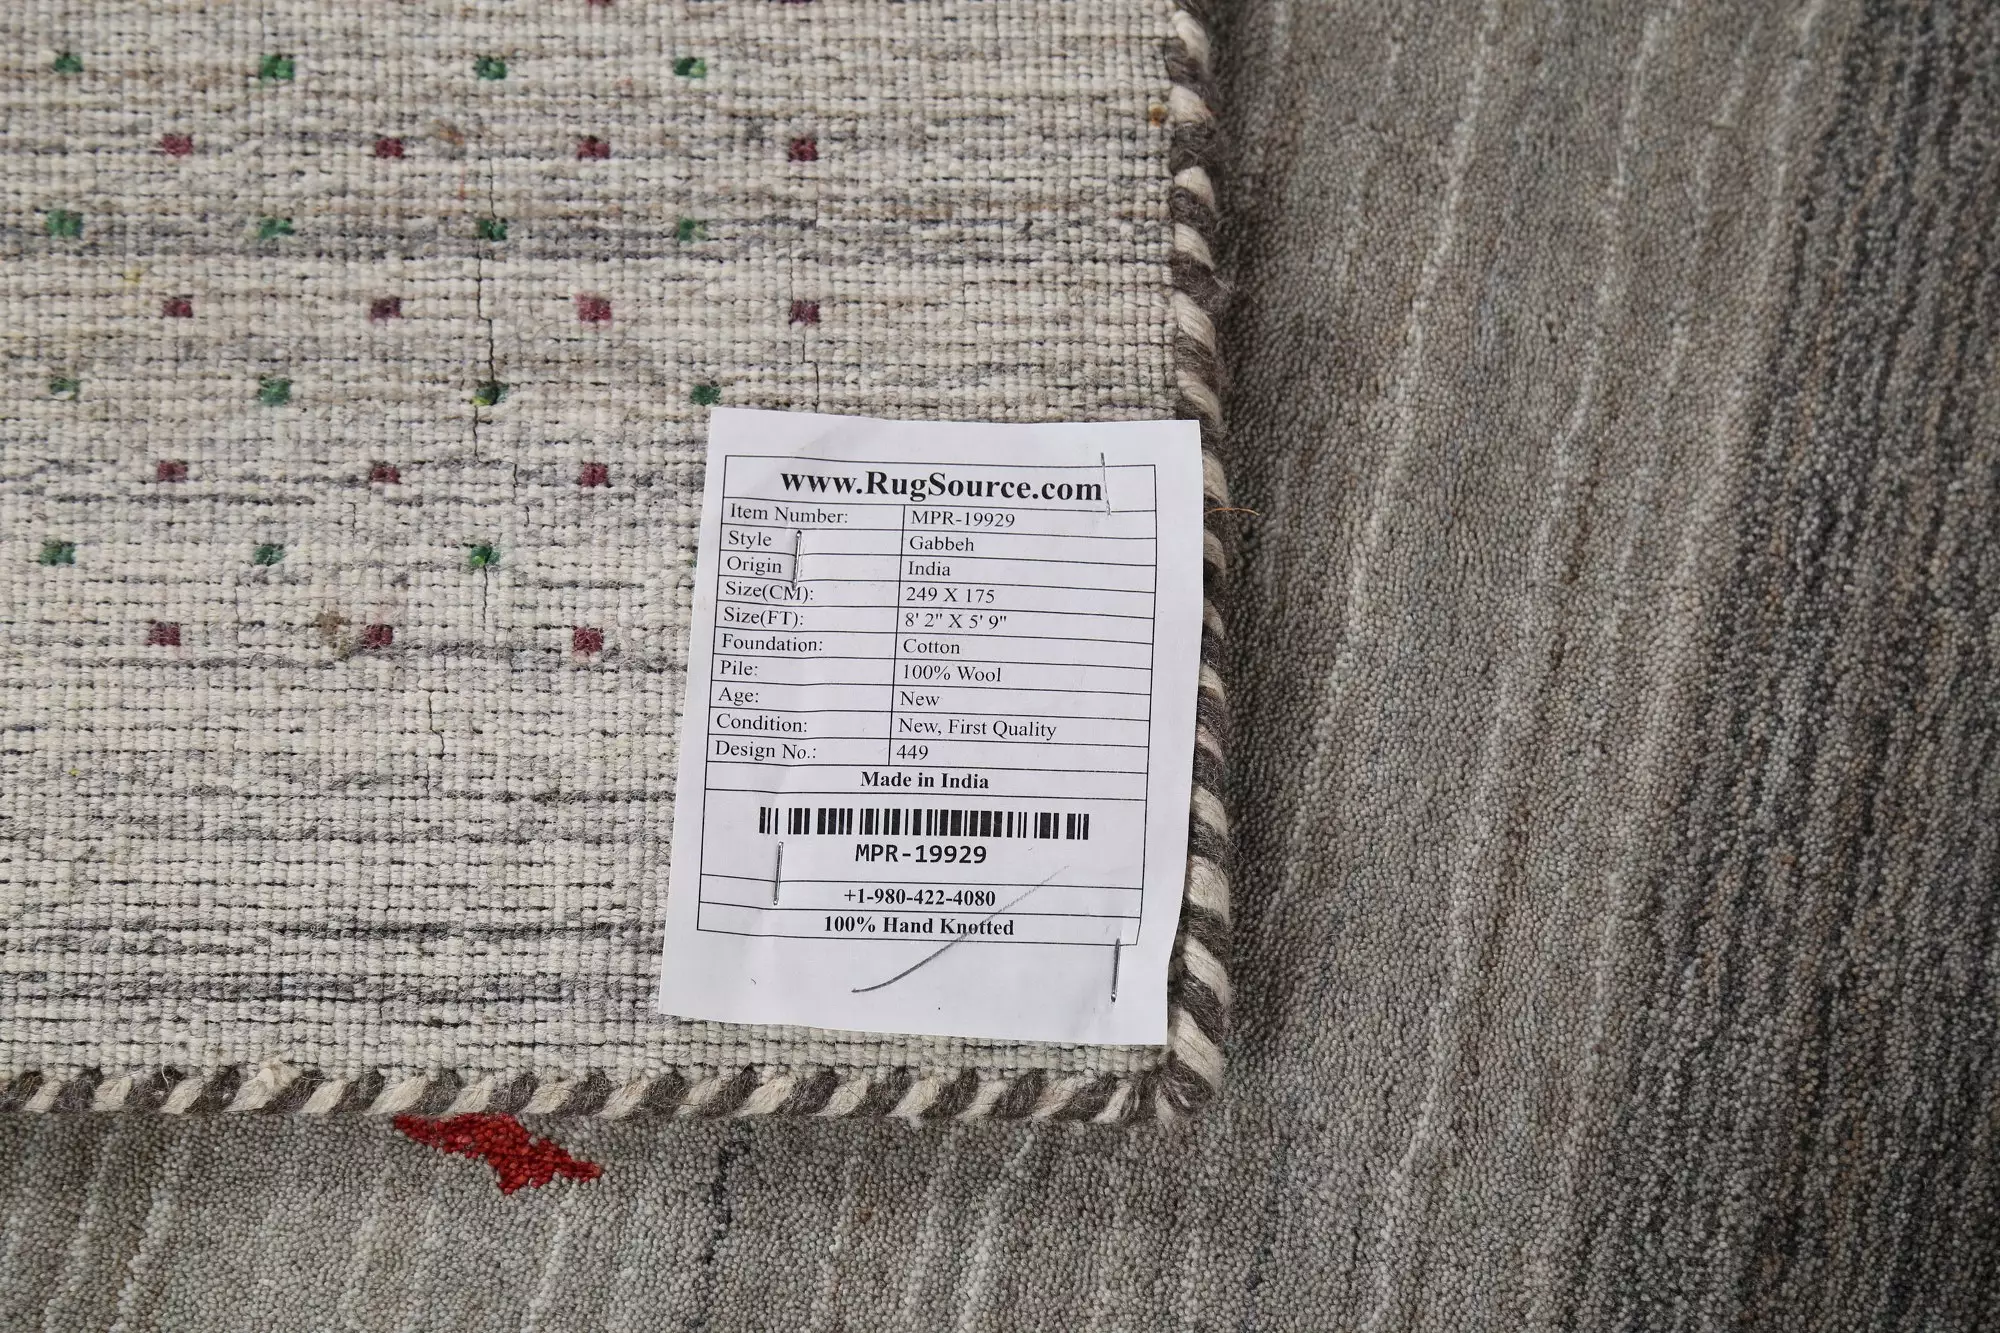 www.RugSource.com
Item Number: MPR-19929
Style Gabbeh
Origin India
Size(CM): 249 X 175
Size(FT): 8' 2" X 5' 9"
Foundation: Cotton
Pile: 100% Wool
Age: New
Condition: New, First Quality
Design No.: 449
Made in India
MPR-19929
+1-980-422-4080
100% Hand Knotted